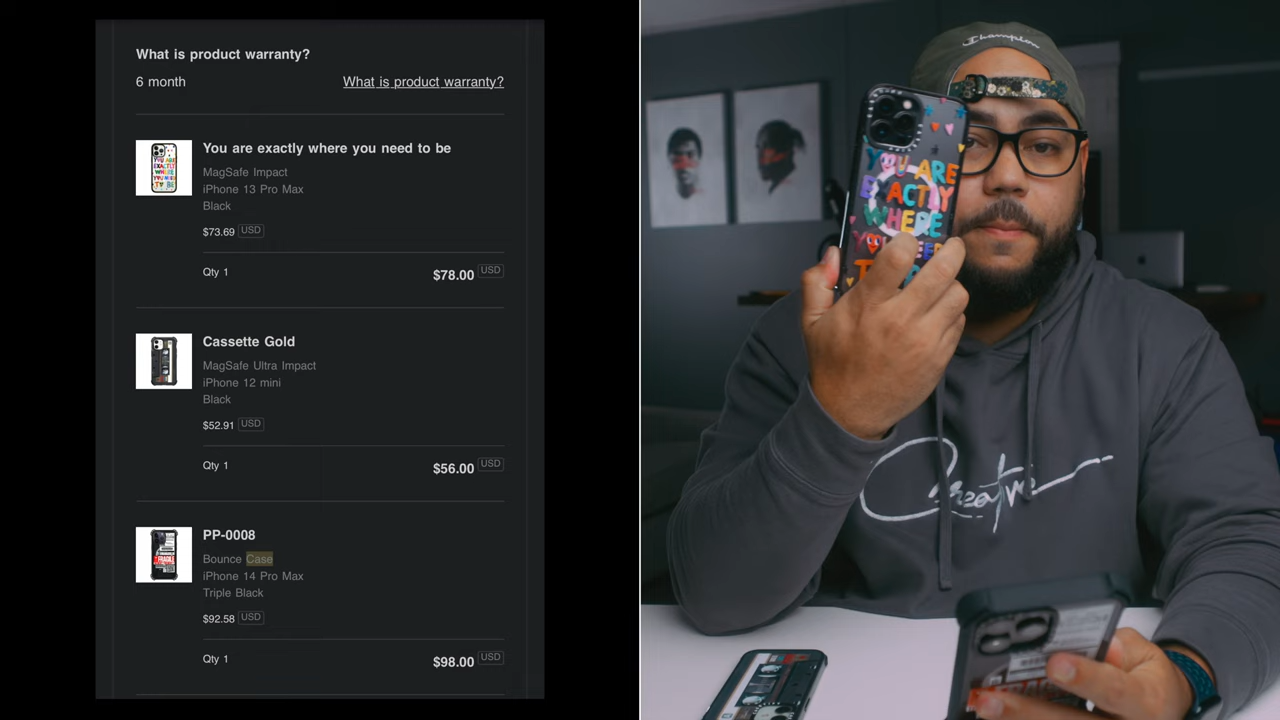 What is product warranty?
6 month What is product warranty?
You are exactly where you need to be
MagSafe Impact
iPhone 13 Pro Max
Black
$73.69 USD
Qty 1 $78.00 USD
Cassette Gold
MagSafe Ultra Impact
iPhone 12 mini
Black
$52.91 USD
Qty 1 $56.00 USD
PP-0008
Bounce Case
iPhone 14 Pro Max
Triple Black
$92.58 USD
Qty 1 $98.00 USD
Champion
YOU ARE
EXACTLY
WHERE
YOU NEED
Creative